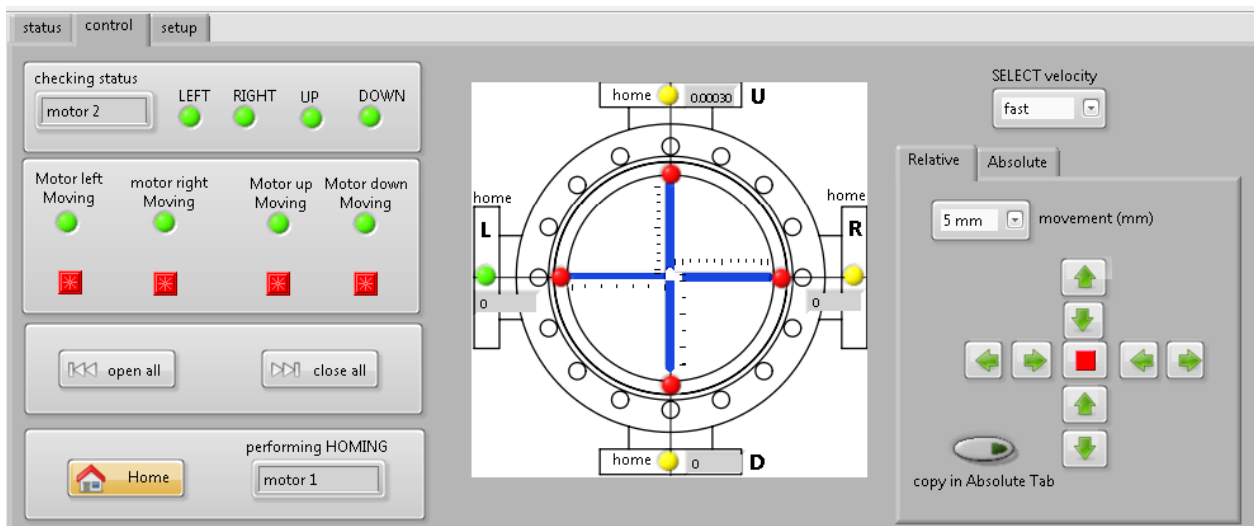 status control setup
checking status
motor 2
LEFT RIGHT UP DOWN
Motor left
Moving
motor right
Moving
Motor up
Moving
Motor down
Moving
open all
close all
Home
performing HOMING
motor 1
home 0.00030 U
home
L
0
home
R
0
home 0 D
SELECT velocity
fast
Relative Absolute
5 mm movement (mm)
copy in Absolute Tab